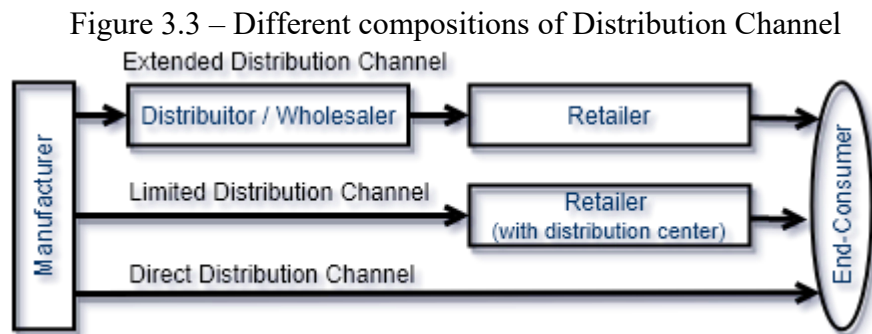 Figure 3.3 – Different compositions of Distribution Channel
Extended Distribution Channel
Manufacturer
Distribuitor / Wholesaler
Retailer
End-Consumer
Limited Distribution Channel
Retailer
(with distribution center)
Direct Distribution Channel